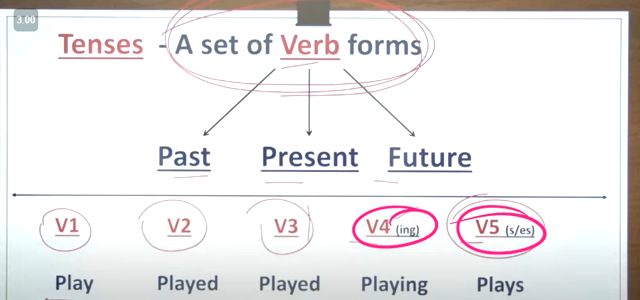 3.00
Tenses - A set of Verb forms
Past Present Future
V1 V2 V3 V4 (ing) V5 (s/es)
Play Played Played Playing Plays